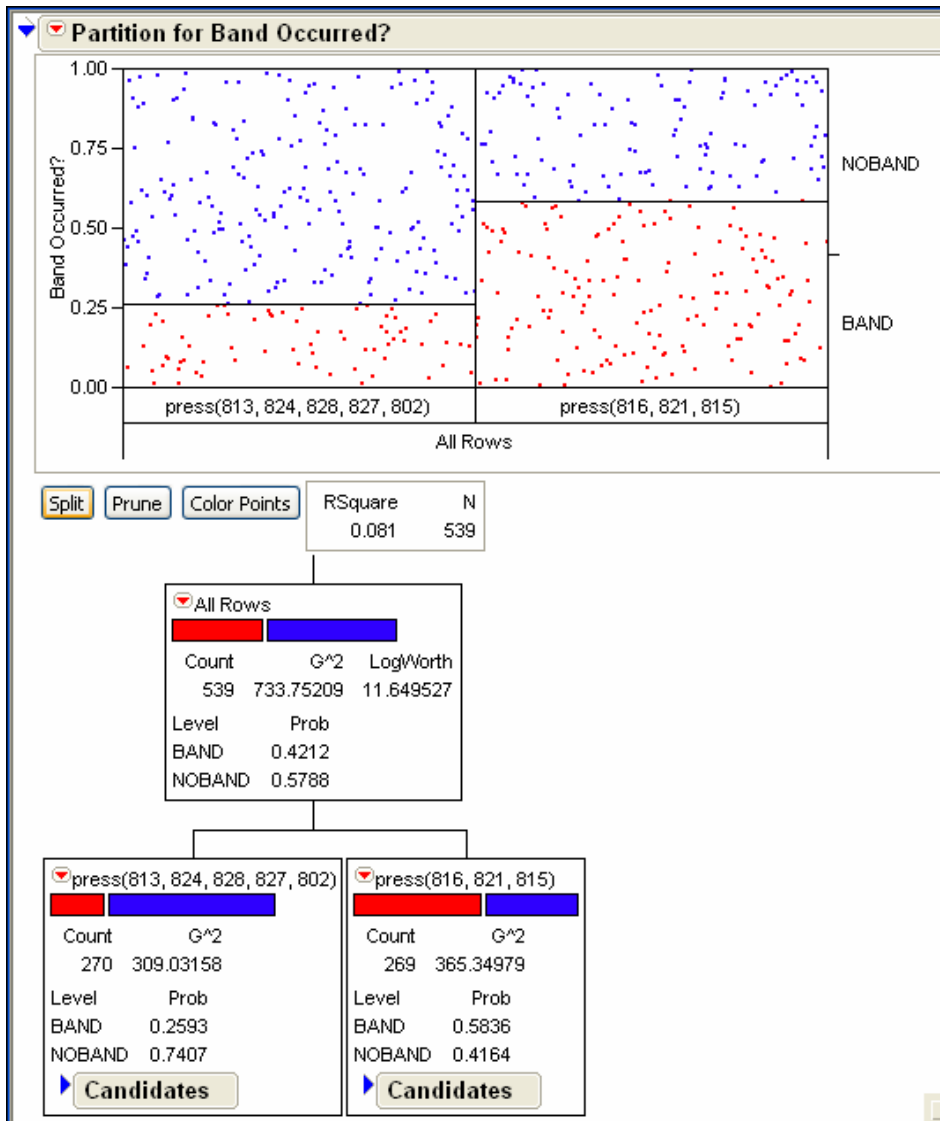 Partition for Band Occurred?
1.00
0.75
0.50
0.25
0.00
Band Occurred?
NOBAND
BAND
press(813, 824, 828, 827, 802) press(816, 821, 815)
All Rows
Split Prune Color Points
RSquare N
0.081 539
All Rows
Count G^2 LogWorth
539 733.75209 11.649527
Level Prob
BAND 0.4212
NOBAND 0.5788
press(813, 824, 828, 827, 802)
Count G^2
270 309.03158
Level Prob
BAND 0.2593
NOBAND 0.7407
Candidates
press(816, 821, 815)
Count G^2
269 365.34979
Level Prob
BAND 0.5836
NOBAND 0.4164
Candidates